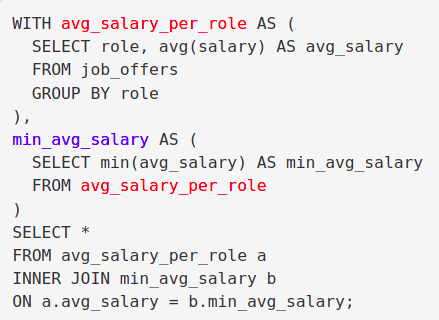 WITH avg_salary_per_role AS (
  SELECT role, avg(salary) AS avg_salary
  FROM job_offers
  GROUP BY role
),
min_avg_salary AS (
  SELECT min(avg_salary) AS min_avg_salary
  FROM avg_salary_per_role
)
SELECT *
FROM avg_salary_per_role a
INNER JOIN min_avg_salary b
ON a.avg_salary = b.min_avg_salary;